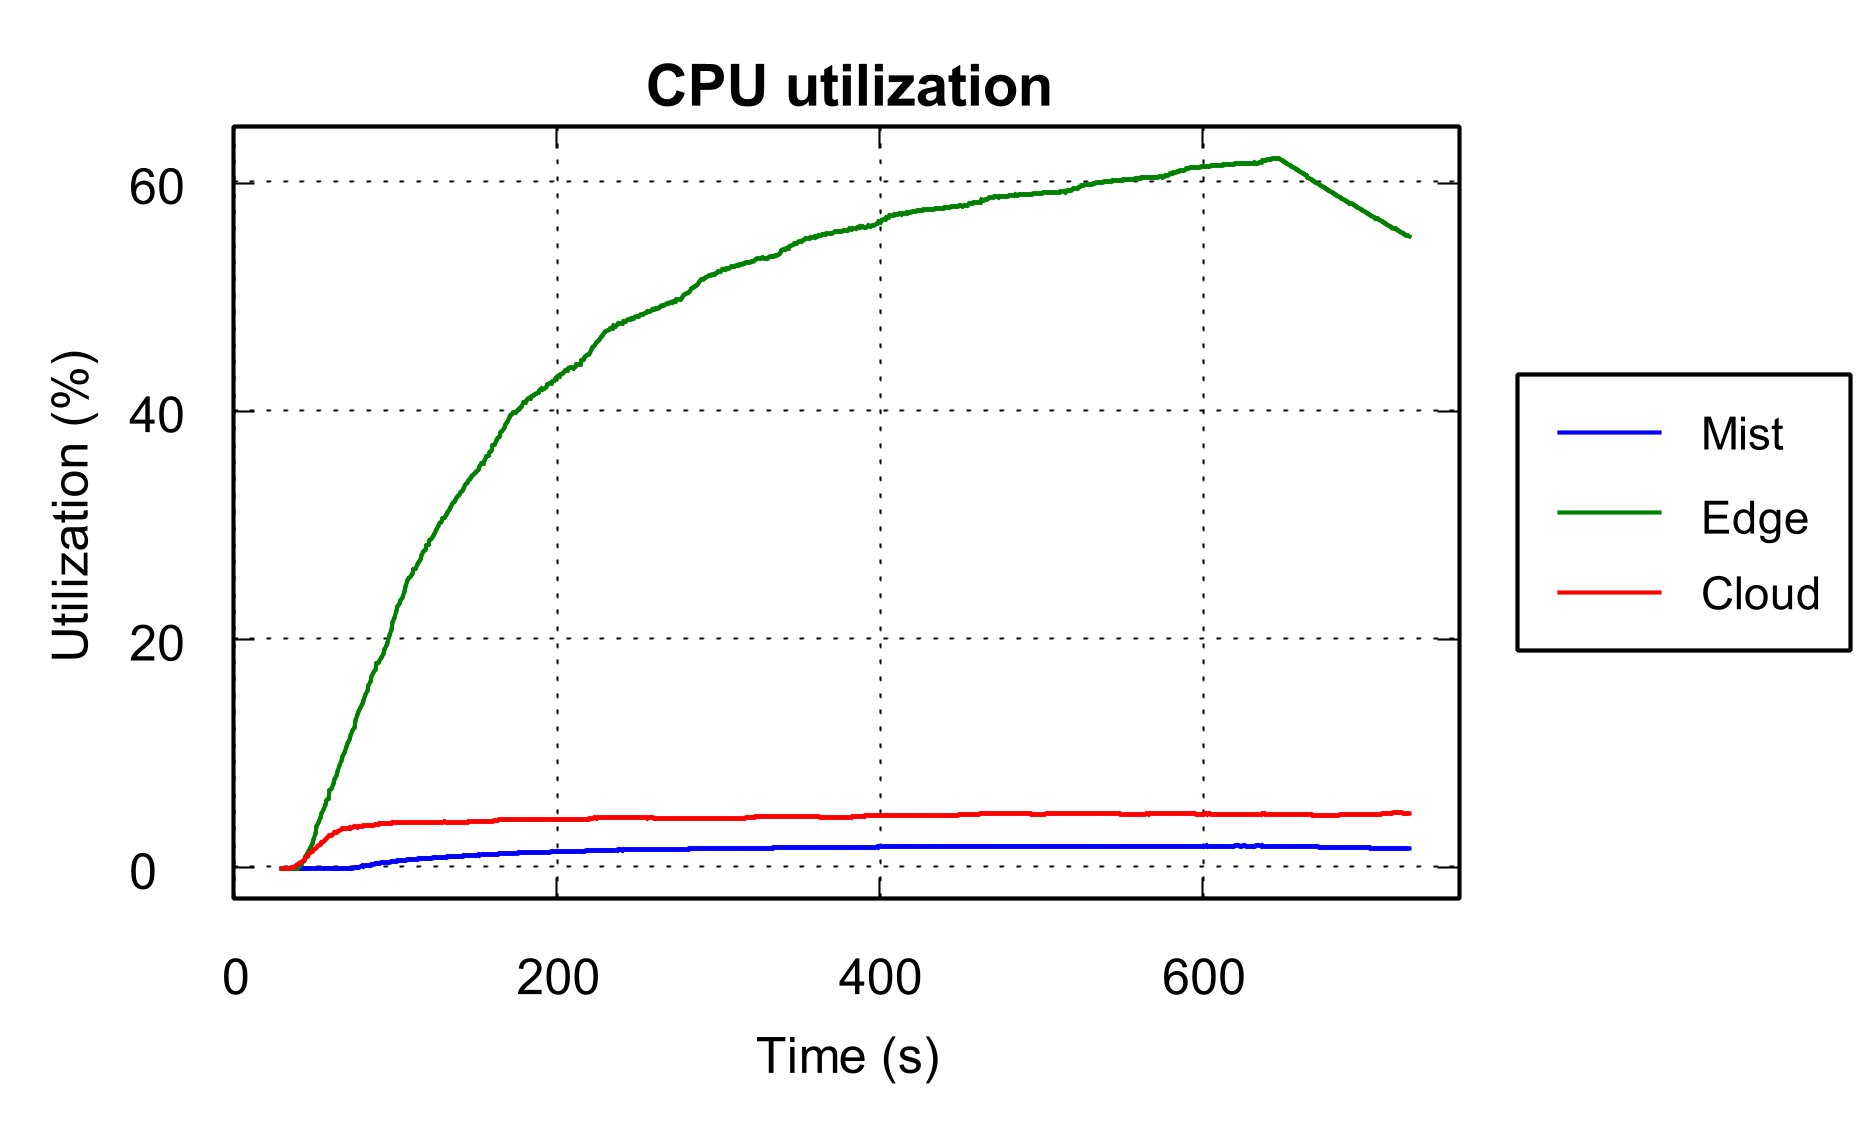 CPU utilization
Utilization (%)
60
40
20
0
0 200 400 600
Time (s)
Mist
Edge
Cloud